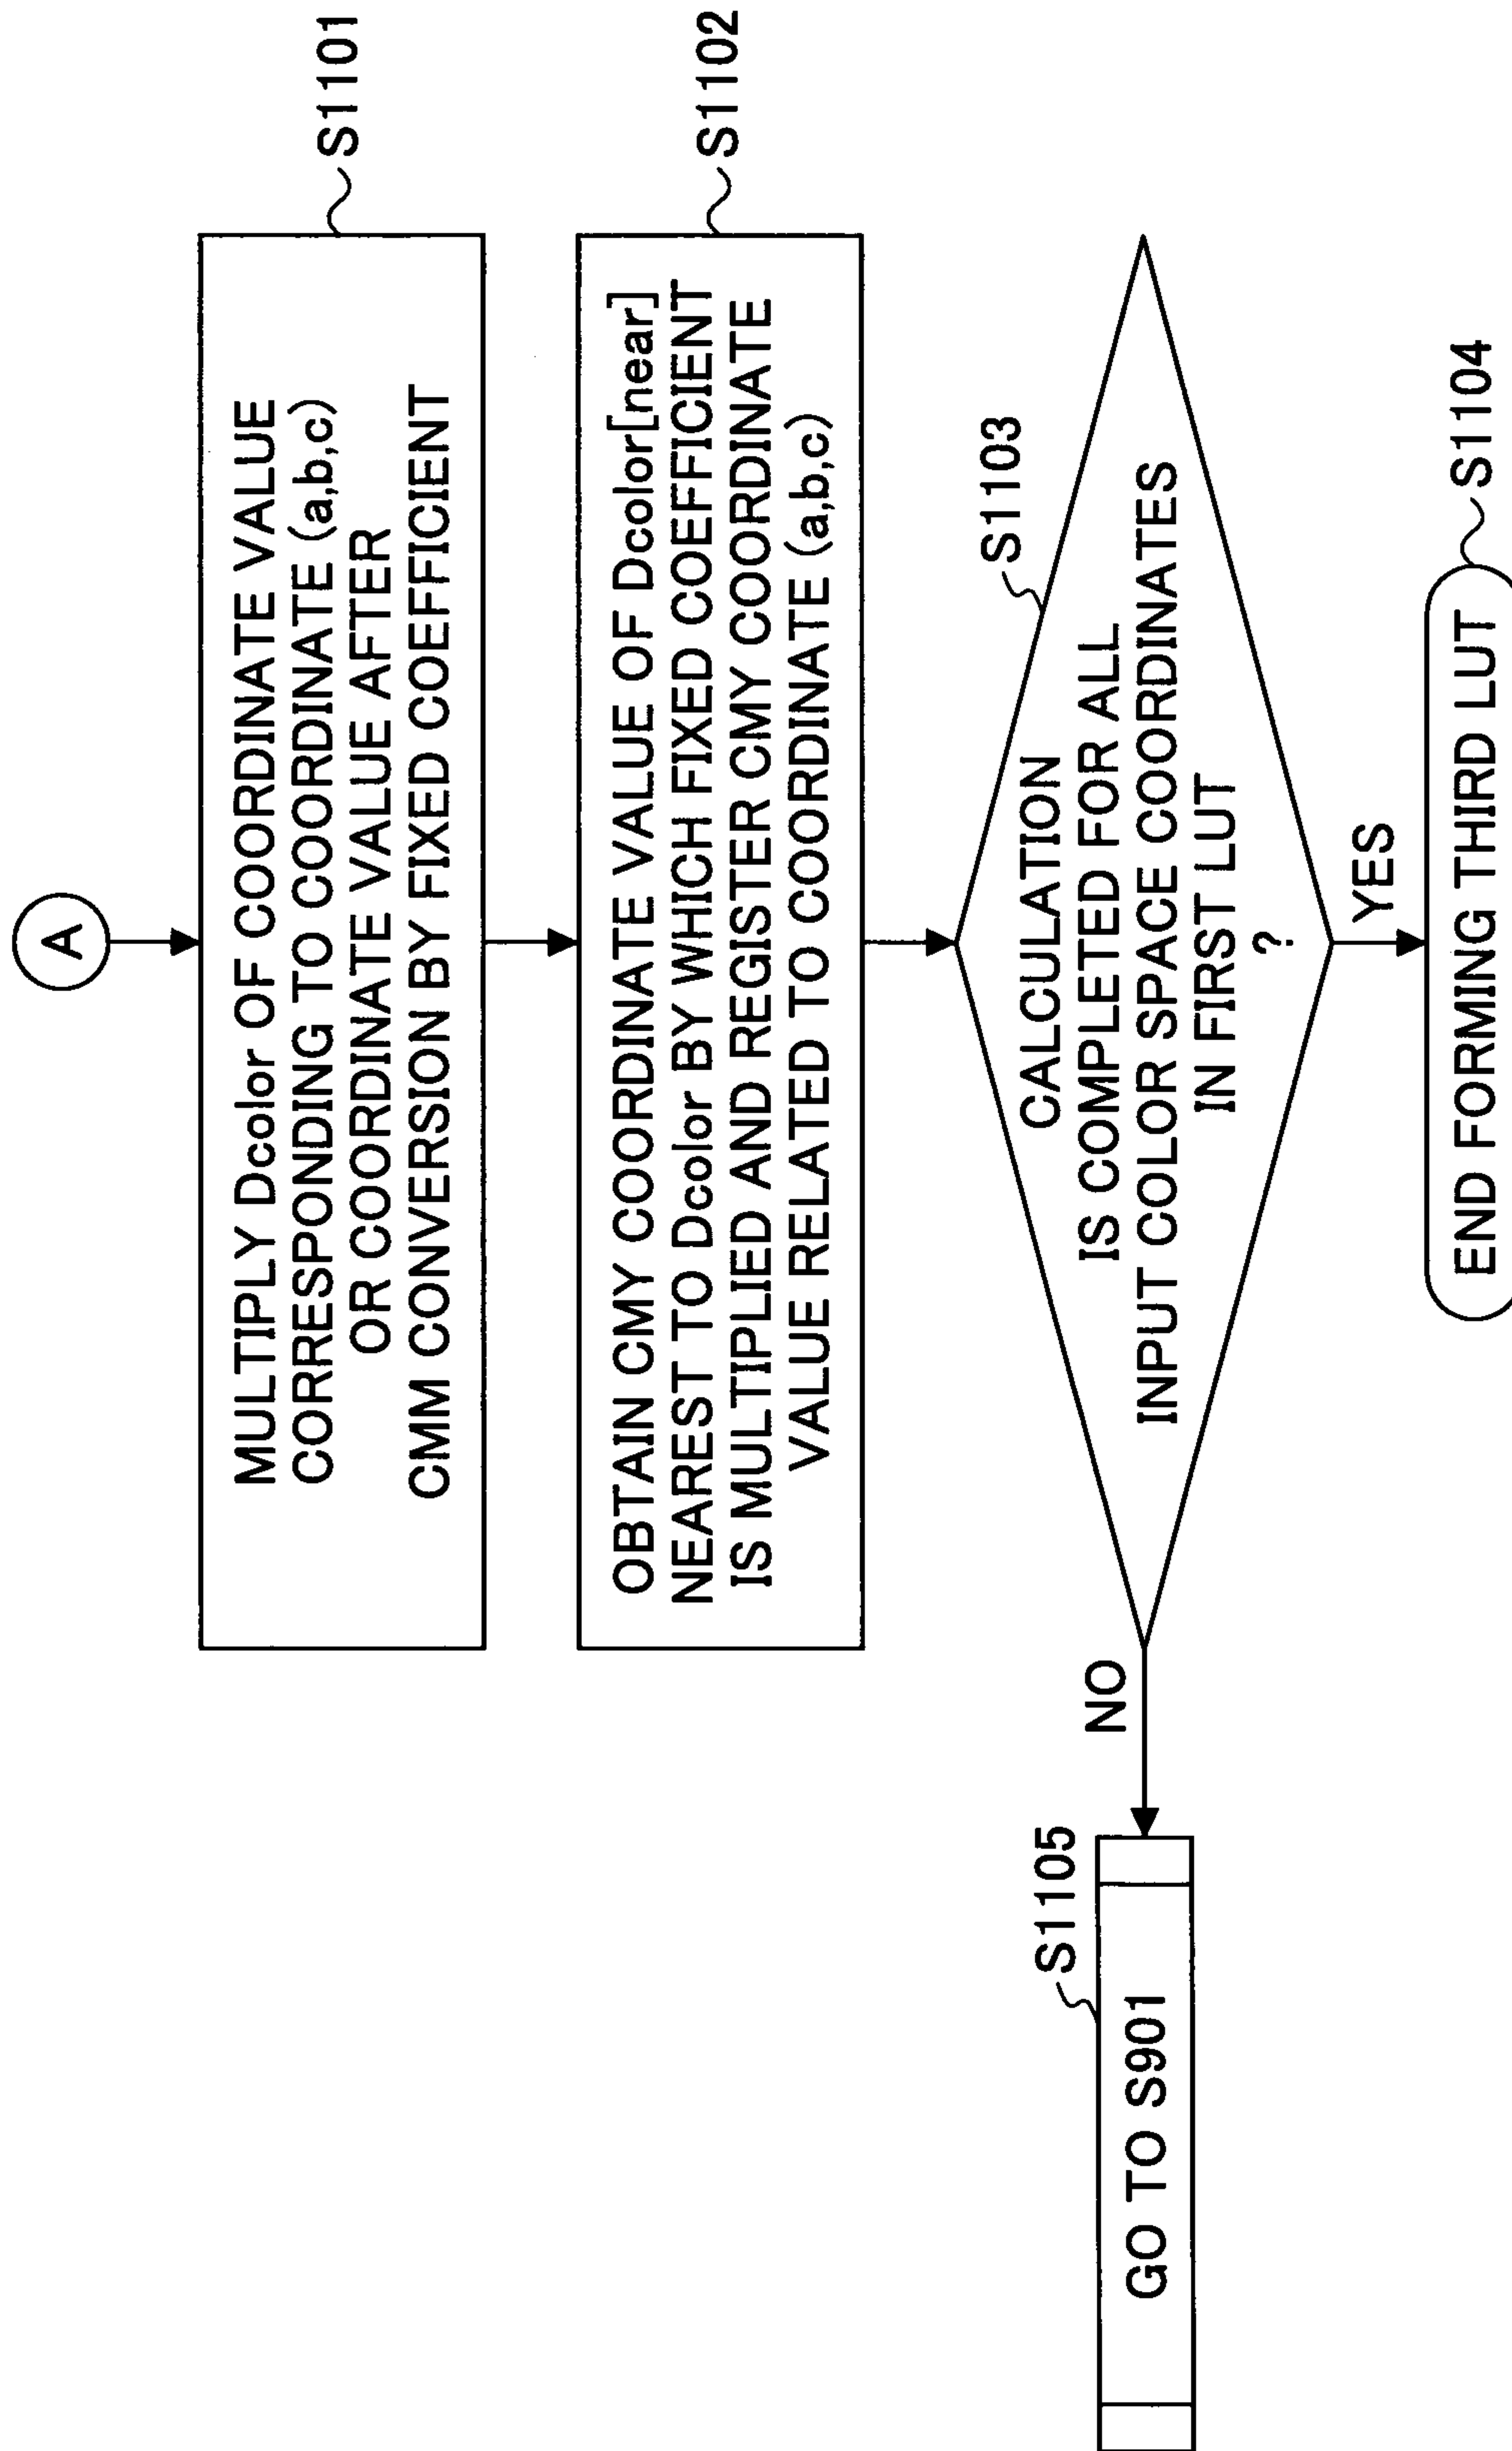 A
S1101
MULTIPLY Dcolor OF COORDINATE VALUE
CORRESPONDING TO COORDINATE (a,b,c)
OR COORDINATE VALUE AFTER
CMM CONVERSION BY FIXED COEFFICIENT
S1102
OBTAIN CMY COORDINATE VALUE OF Dcolor[near]
NEAREST TO Dcolor BY WHICH FIXED COEFFICIENT
IS MULTIPLIED AND REGISTER CMY COORDINATE
VALUE RELATED TO COORDINATE (a,b,c)
S1103
CALCULATION
IS COMPLETED FOR ALL
INPUT COLOR SPACE COORDINATES
IN FIRST LUT
?
NO
S1105
GO TO S901
YES
S1104
END FORMING THIRD LUT